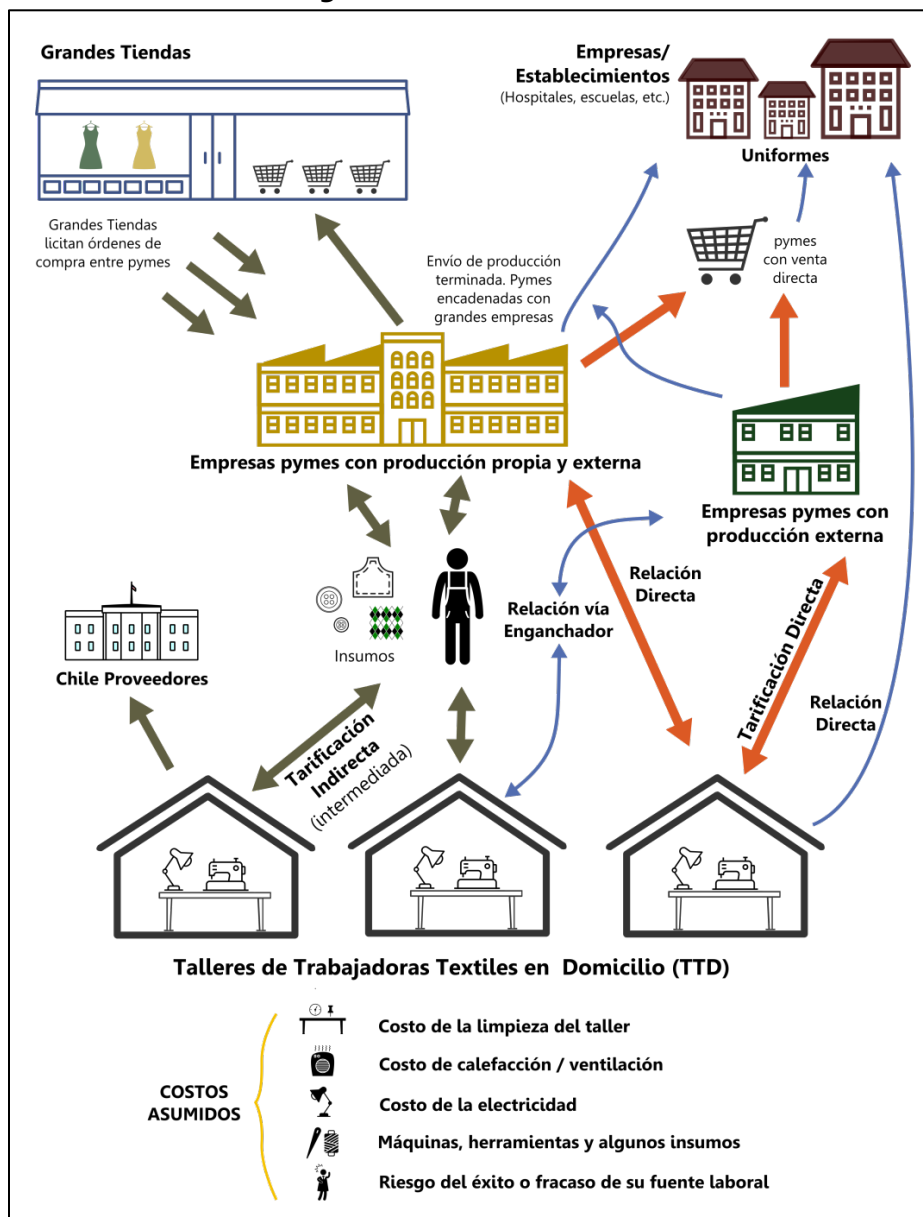 Grandes Tiendas
Empresas/
Establecimientos
(Hospitales, escuelas, etc.)
Uniformes
Grandes Tiendas
licitan órdenes de
compra entre pymes
Envío de producción
terminada. Pymes
encadenadas con
grandes empresas
pymes
con venta
directa
Empresas pymes con producción propia y externa
Empresas pymes con
producción externa
Relación
Directa
Tarificación Directa
Relación vía
Enganchador
Insumos
Chile Proveedores
Relación
Directa
Tarificación
Indirecta
(intermediada)
Talleres de Trabajadoras Textiles en Domicilio (TTD)
COSTOS
ASUMIDOS
Costo de la limpieza del taller
Costo de calefacción / ventilación
Costo de la electricidad
Máquinas, herramientas y algunos insumos
Riesgo del éxito o fracaso de su fuente laboral